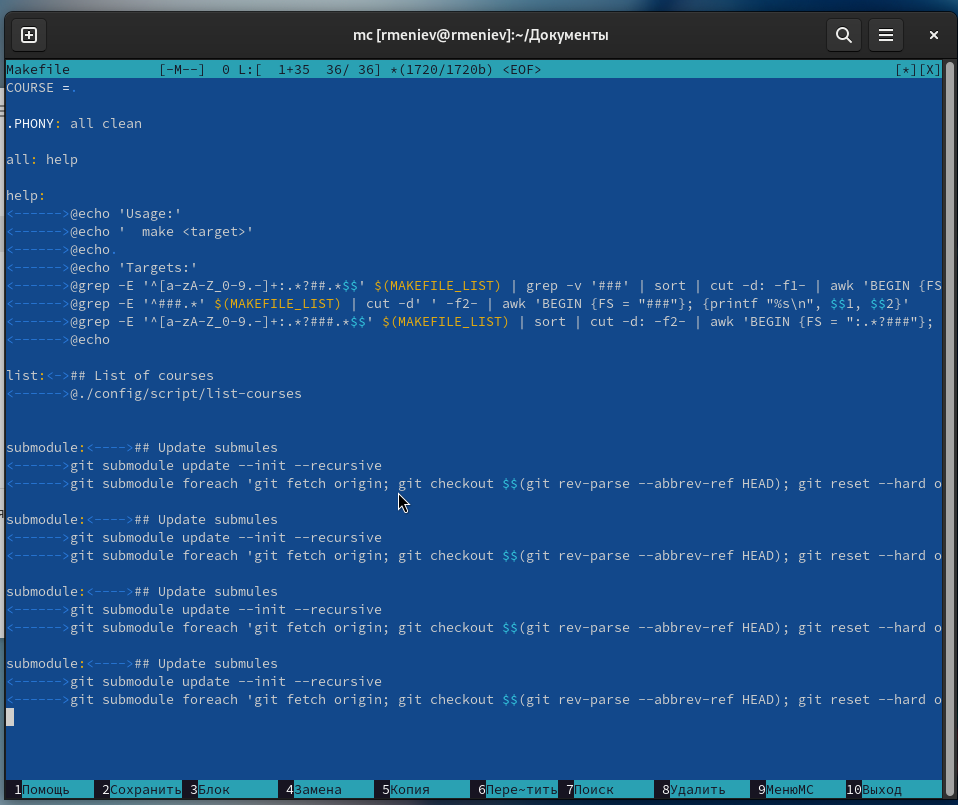 mc [rmeniev@rmeniev]:~/Документы
Makefile [-M--] 0 L:[ 1+35 36/ 36] *(1720/1720b) <EOF> [*][X]
COURSE =.
.PHONY: all clean
all: help
help:
<------>@echo 'Usage:'
<------>@echo '  make <target>'
<------>@echo.
<------>@echo 'Targets:'
<------>@grep -E '^[a-zA-Z_0-9.-]+:.*?##.*$$' $(MAKEFILE_LIST) | grep -v '###' | sort | cut -d: -f1- | awk 'BEGIN {FS
<------>@grep -E '^###.*' $(MAKEFILE_LIST) | cut -d' ' -f2- | awk 'BEGIN {FS = "###"}; {printf "%s\n", $$1, $$2}'
<------>@grep -E '^[a-zA-Z_0-9.-]+:.*?###.*$$' $(MAKEFILE_LIST) | sort | cut -d: -f2- | awk 'BEGIN {FS = ":.*?###"};
<------>@echo
list:<->## List of courses
<------>@./config/script/list-courses
submodule:<---->## Update submules
<------>git submodule update --init --recursive
<------>git submodule foreach 'git fetch origin; git checkout $$(git rev-parse --abbrev-ref HEAD); git reset --hard o
submodule:<---->## Update submules
<------>git submodule update --init --recursive
<------>git submodule foreach 'git fetch origin; git checkout $$(git rev-parse --abbrev-ref HEAD); git reset --hard o
submodule:<---->## Update submules
<------>git submodule update --init --recursive
<------>git submodule foreach 'git fetch origin; git checkout $$(git rev-parse --abbrev-ref HEAD); git reset --hard o
submodule:<---->## Update submules
<------>git submodule update --init --recursive
<------>git submodule foreach 'git fetch origin; git checkout $$(git rev-parse --abbrev-ref HEAD); git reset --hard o
1Помощь 2Сохранить 3Блок 4Замена 5Копия 6Пере~тить 7Поиск 8Удалить 9МенюMC 10Выход